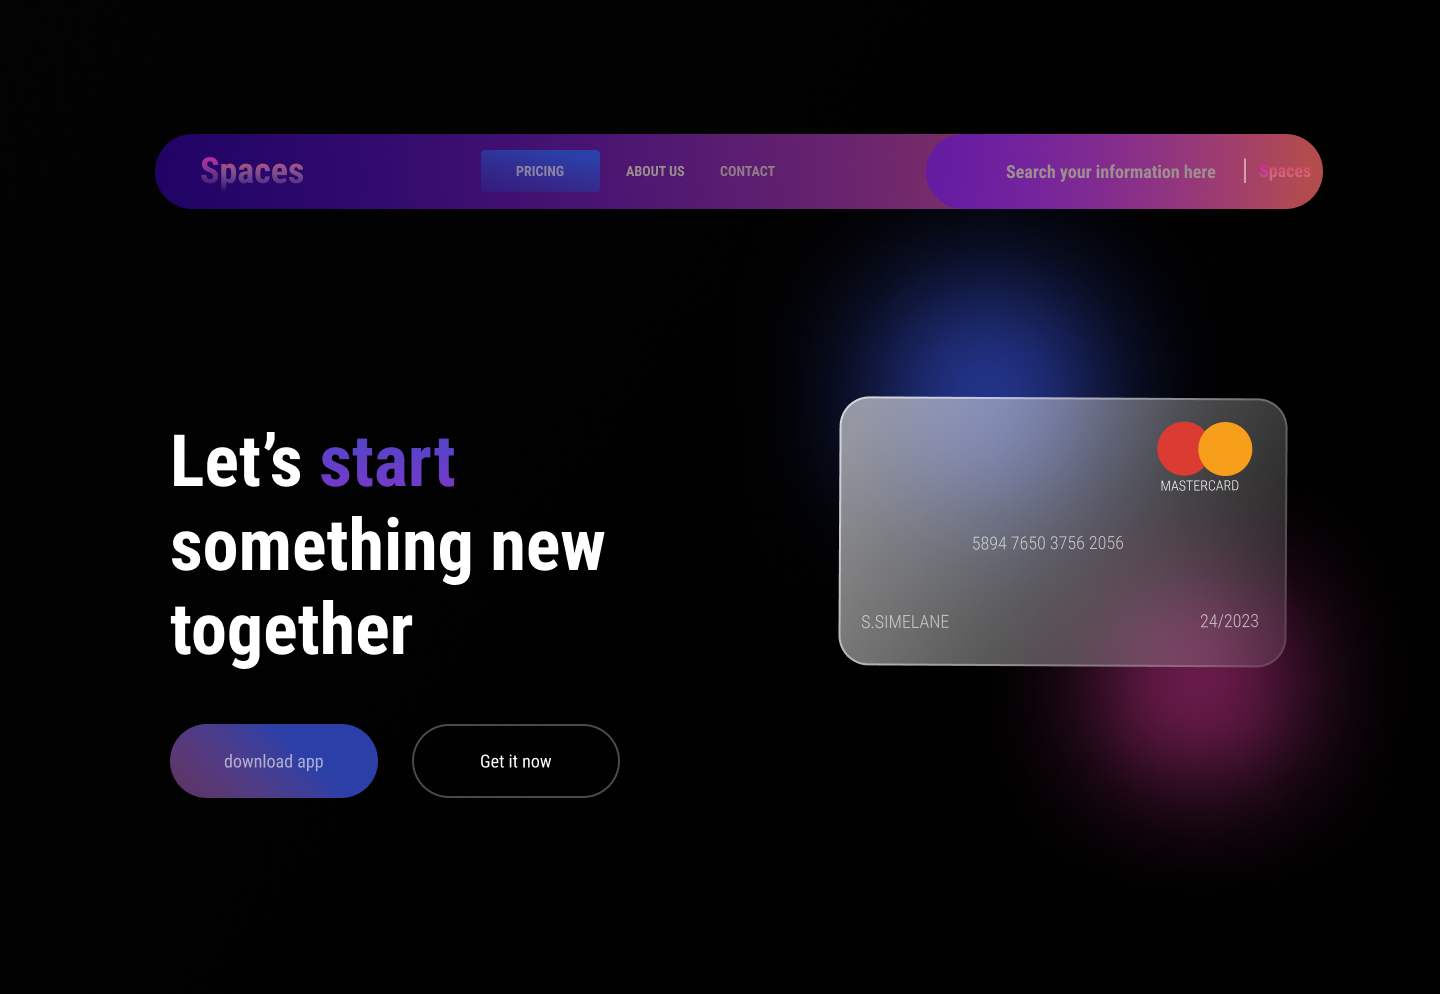 Spaces
PRICING
ABOUT US
CONTACT
Search your information here
Spaces
Let’s start
something new
together
download app
Get it now
MASTERCARD
5894 7650 3756 2056
S.SIMELANE
24/2023